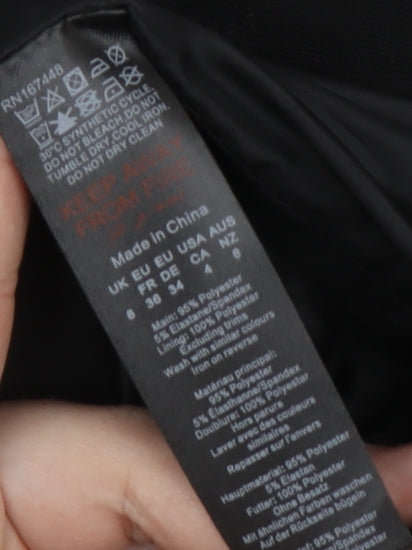 RN167448
30°C SYNTHETIC CYCLE.
DO NOT BLEACH.DO NOT
TUMBLE DRY.COOL IRON.
DO NOT DRY CLEAN
KEEP AWAY
FROM FIRE
Made in China
UK EU EU USA AUS
FR DE CA NZ
8 36 34 4 8
Main: 95% Polyester
5% Elastane/Spandex
Lining: 100% Polyester
Excluding trims
Wash with similar colours
Iron on reverse
Matériau principal:
95% Polyester
5% Élasthanne/Spandex
Doublure: 100% Polyester
Hors parure
Laver avec des couleurs
similaires
Repasser sur l'envers
Hauptmaterial: 95% Polyester
5% Elasten
Futter: 100% Polyester
Ohne Besatz
Mit ähnlichen Farben waschen
Auf der Rückseite bügeln
95% Polyester